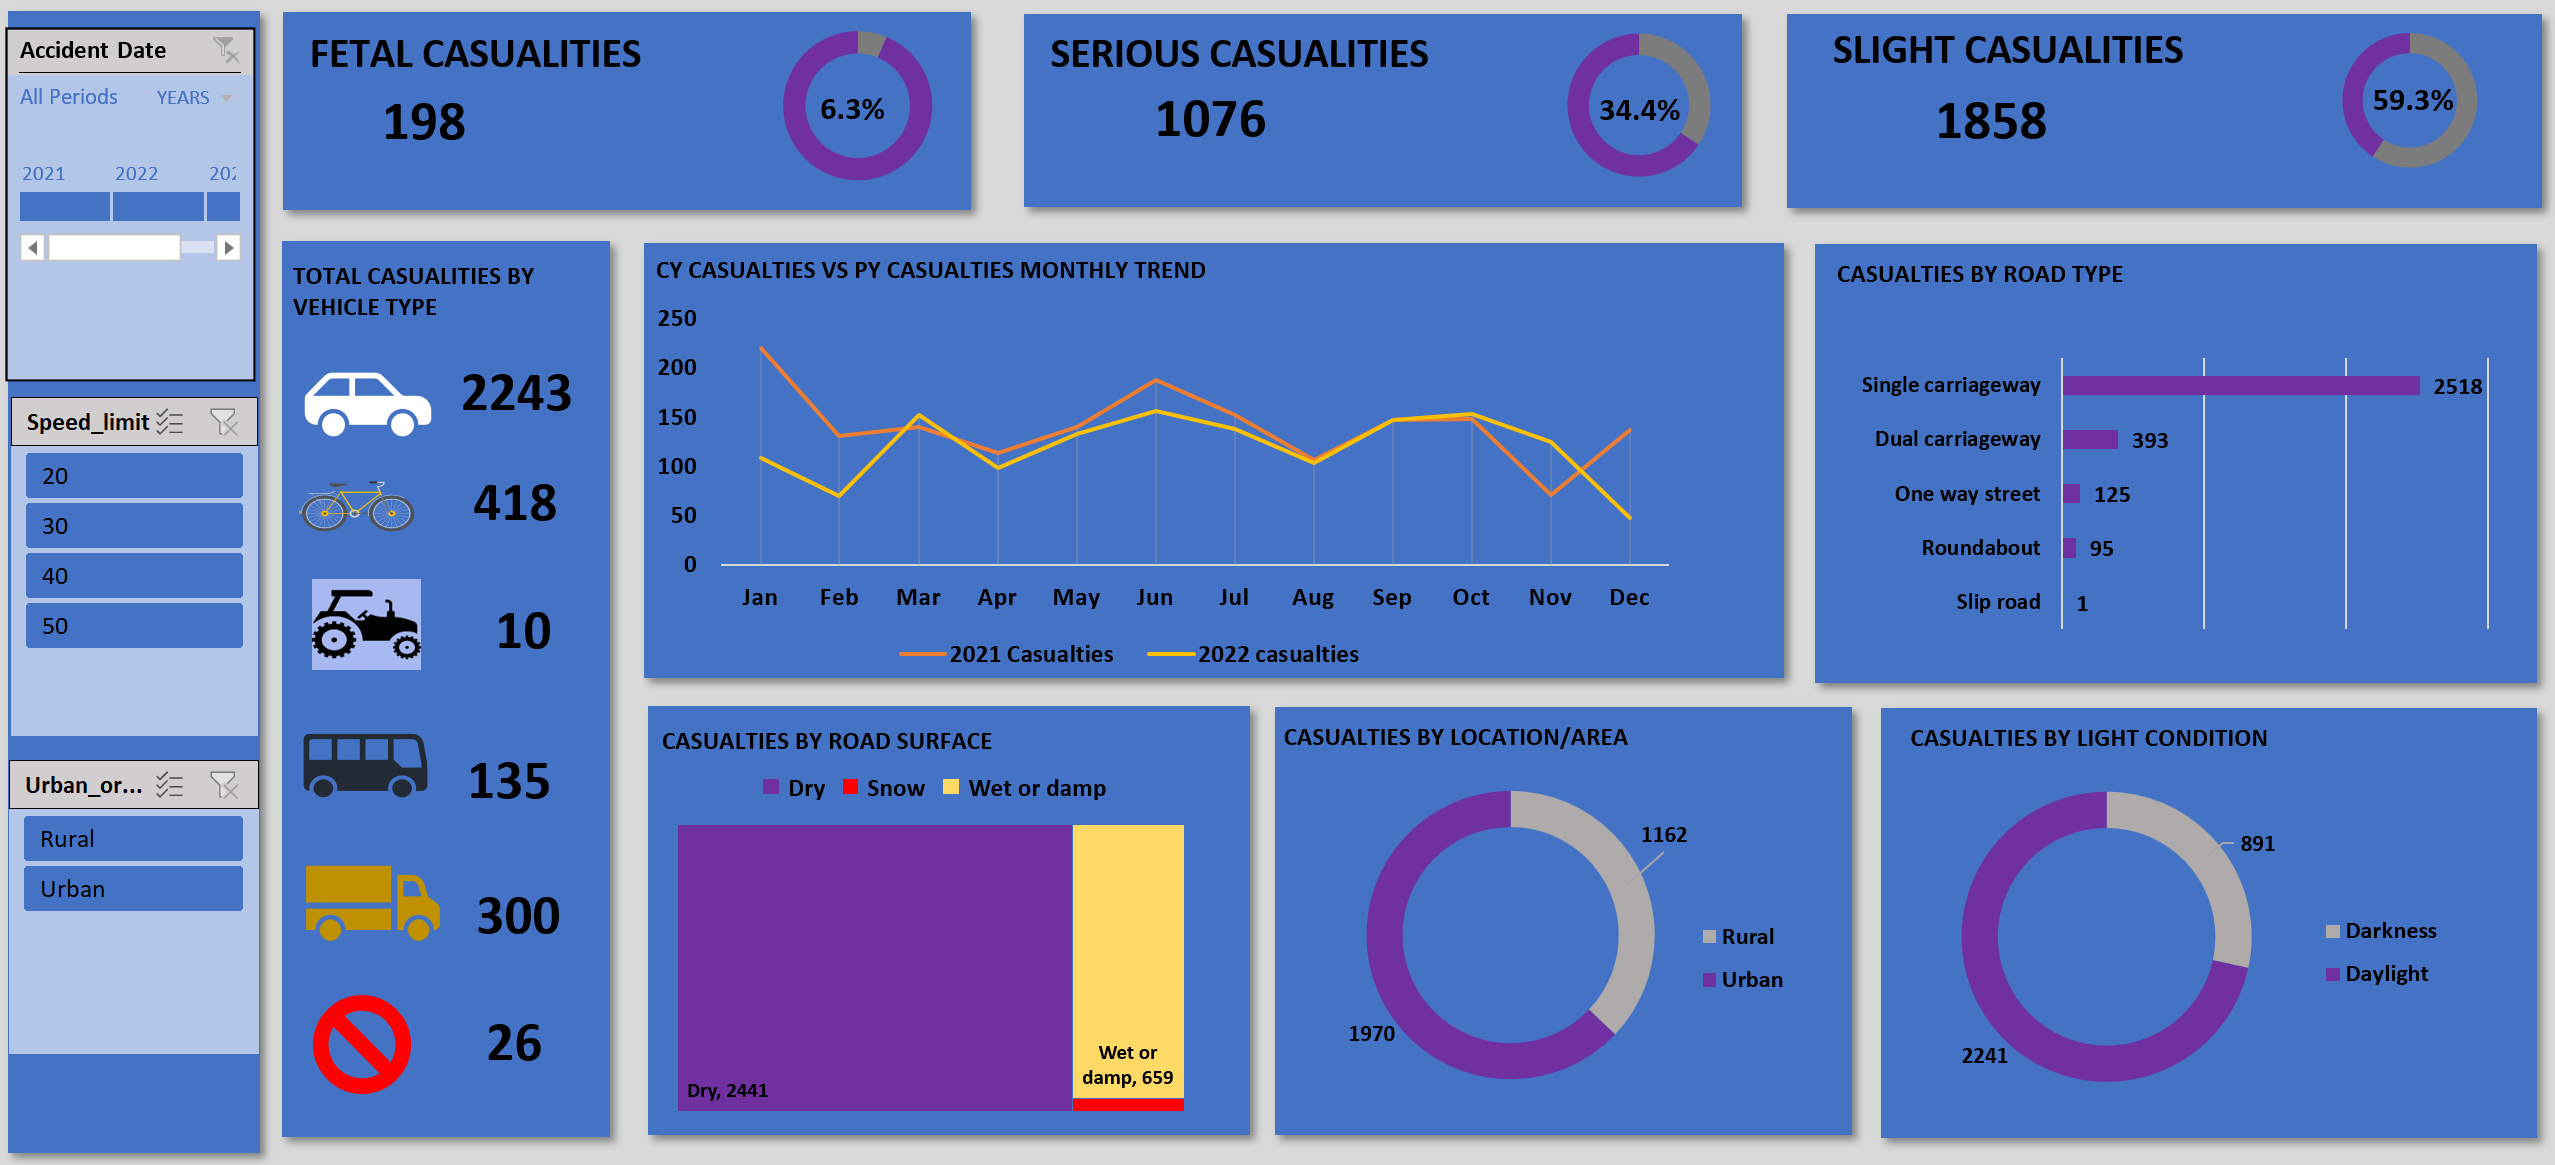 Accident Date
All Periods
YEARS
2021
2022
202
Speed_limit
20
30
40
50
Urban_or...
Rural
Urban
FETAL CASUALITIES
198
6.3%
SERIOUS CASUALITIES
1076
34.4%
SLIGHT CASUALITIES
1858
59.3%
TOTAL CASUALITIES BY
VEHICLE TYPE
2243
418
10
135
300
26
CY CASUALTIES VS PY CASUALTIES MONTHLY TREND
250
200
150
100
50
0
Jan Feb Mar Apr May Jun Jul Aug Sep Oct Nov Dec
2021 Casualties 2022 casualties
CASUALTIES BY ROAD TYPE
Single carriageway 2518
Dual carriageway 393
One way street 125
Roundabout 95
Slip road 1
CASUALTIES BY ROAD SURFACE
Dry Snow Wet or damp
Dry, 2441
Wet or
damp, 659
CASUALTIES BY LOCATION/AREA
1162
1970
Rural
Urban
CASUALTIES BY LIGHT CONDITION
891
2241
Darkness
Daylight